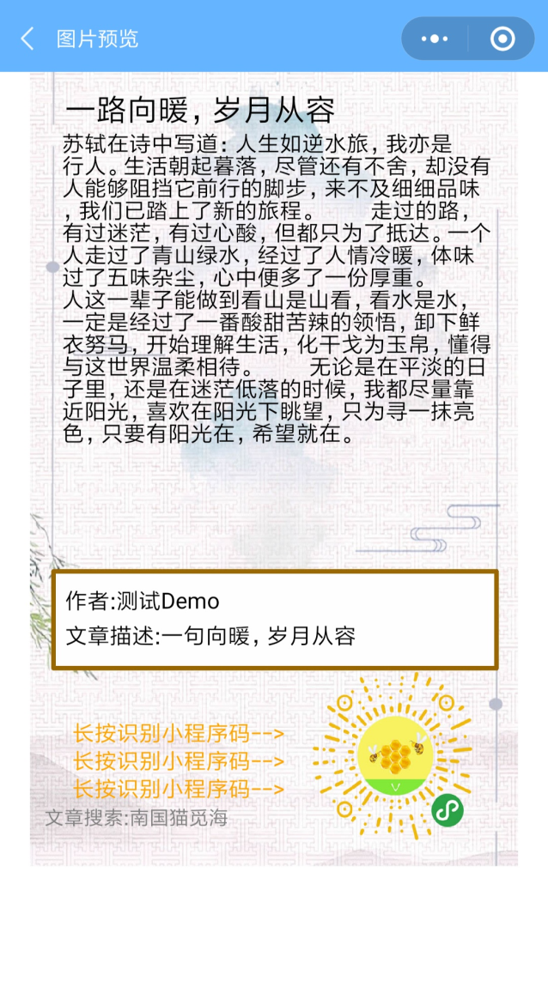 图片预览
一路向暖，岁月从容
苏轼在诗中写道：人生如逆水旅，我亦是
行人。生活朝起暮落，尽管还有不舍，却没有
人能够阻挡它前行的脚步，来不及细细品味
，我们已踏上了新的旅程。 走过的路，
有过迷茫，有过心酸，但都只为了抵达。一个
人走过了青山绿水，经过了人情冷暖，体味
过了五味杂尘，心中便多了一份厚重。
人这一辈子能做到看山是山看，看水是水，
一定是经过了一番酸甜苦辣的领悟，卸下鲜
衣努马，开始理解生活，化干戈为玉帛，懂得
与这世界温柔相待。 无论是在平淡的日
子里，还是在迷茫低落的时候，我都尽量靠
近阳光，喜欢在阳光下眺望，只为寻一抹亮
色，只要有阳光在，希望就在。
作者:测试Demo
文章描述:一句向暖，岁月从容
长按识别小程序码-->
长按识别小程序码-->
长按识别小程序码-->
文章搜索:南国猫觅海